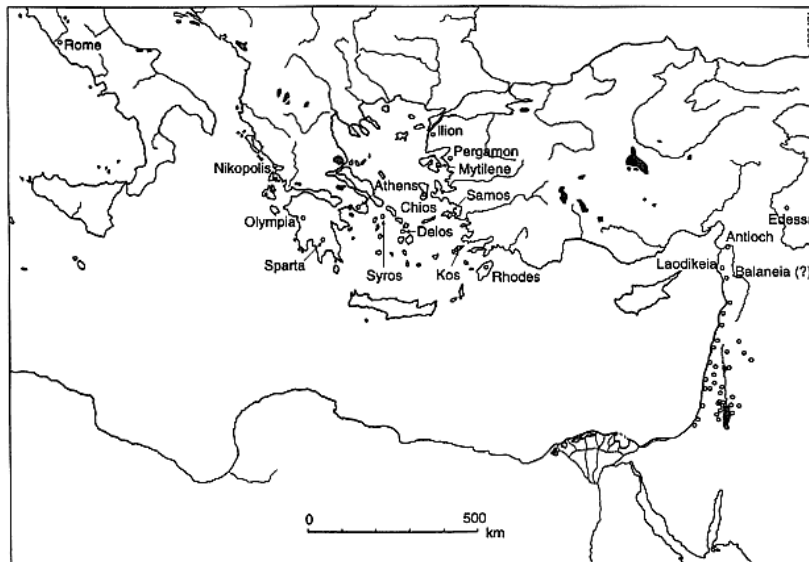 Rome
Ilion
Pergamon
Nikopolis
Mytilene
Athens
Samos
Chios
Edessa
Olympia
Delos
Antioch
Sparta
Laodikeia
Balaneia (?)
Syros
Kos
Rhodes
0 500
km